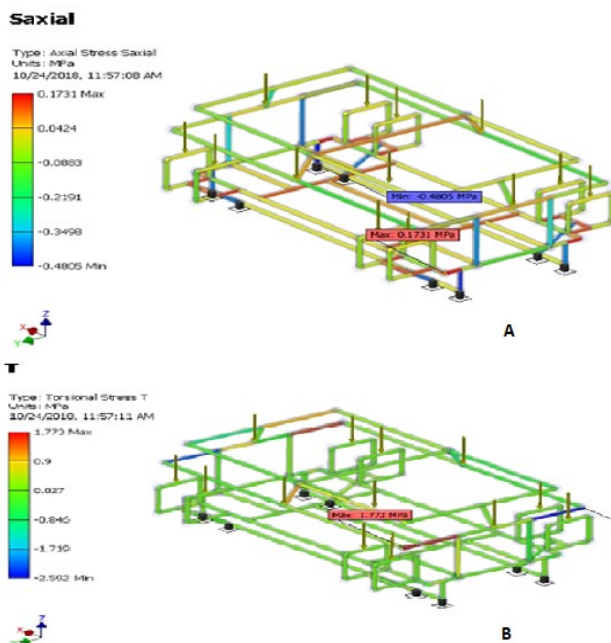 Saxial
Type: Axial Stress Saxial
Units: MPa
10/24/2018, 11:57:08 AM
0.1731 Max
0.0424
-0.0883
-0.2191
-0.3498
-0.4805 Min
Min: -0.4805 MPa
Max: 0.1731 MPa
Z
X
Y
A
T
Type: Torsional Stress T
Units: MPa
10/24/2018, 11:57:11 AM
1.773 Max
0.9
0.027
-0.846
-1.719
-2.592 Min
Max: 1.773 MPa
Z
X
B